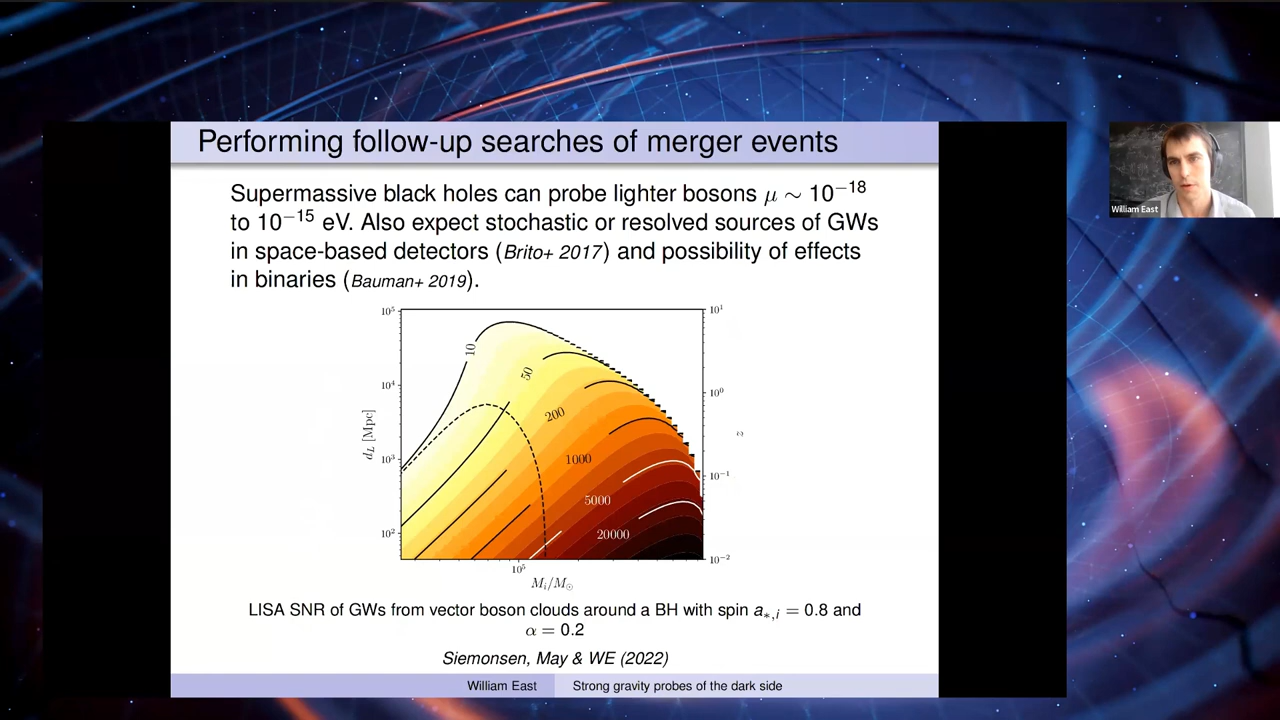 Performing follow-up searches of merger events
Supermassive black holes can probe lighter bosons μ ∼ 10⁻¹⁸
to 10⁻¹⁵ eV. Also expect stochastic or resolved sources of GWs
in space-based detectors (Brito+ 2017) and possibility of effects
in binaries (Bauman+ 2019).
10⁵
10⁴
10³
10²
d_L [Mpc]
10
50
200
1000
5000
20000
10¹
10⁰
10⁻¹
10⁻²
z
10⁵
M_i/M_⊙
LISA SNR of GWs from vector boson clouds around a BH with spin a_{*,i} = 0.8 and
α = 0.2
Siemonsen, May & WE (2022)
William East
Strong gravity probes of the dark side
William East